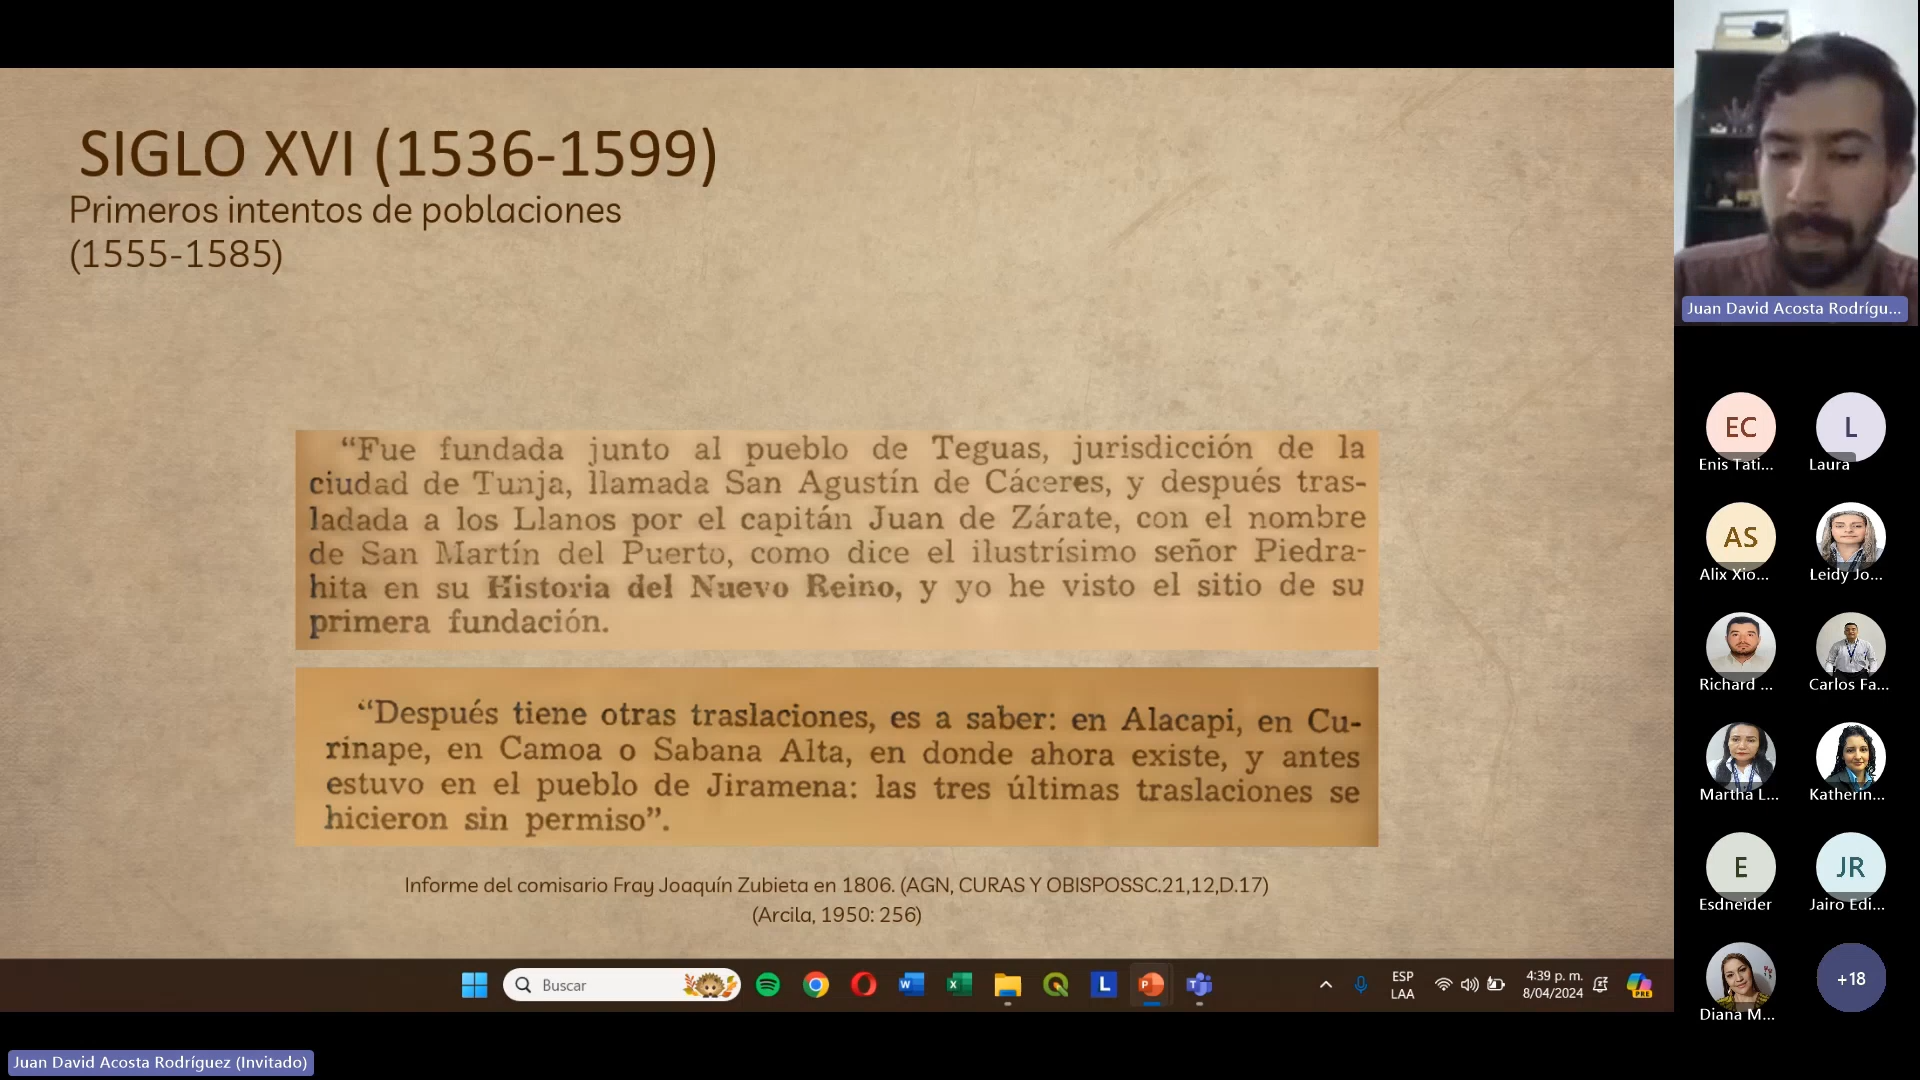 SIGLO XVI (1536-1599)
Primeros intentos de poblaciones
(1555-1585)
“Fue fundada junto al pueblo de Teguas, jurisdicción de la
ciudad de Tunja, llamada San Agustín de Cáceres, y después tras-
ladada a los Llanos por el capitán Juan de Zárate, con el nombre
de San Martín del Puerto, como dice el ilustrísimo señor Piedra-
hita en su Historia del Nuevo Reino, y yo he visto el sitio de su
primera fundación.
“Después tiene otras traslaciones, es a saber: en Alacapi, en Cu-
rinape, en Camoa o Sabana Alta, en donde ahora existe, y antes
estuvo en el pueblo de Jiramena: las tres últimas traslaciones se
hicieron sin permiso”.
Informe del comisario Fray Joaquín Zubieta en 1806. (AGN, CURAS Y OBISPOSSC.21,12,D.17)
(Arcila, 1950: 256)
Buscar
ESP
LAA
4:39 p. m.
8/04/2024
PRE
Juan David Acosta Rodríguez (Invitado)
Juan David Acosta Rodrígu...
EC
L
Enis Tati...
Laura
AS
Alix Xio...
Leidy Jo...
Richard ...
Carlos Fa...
Martha L...
Katherin...
E
JR
Esdneider
Jairo Edi...
+18
Diana M...